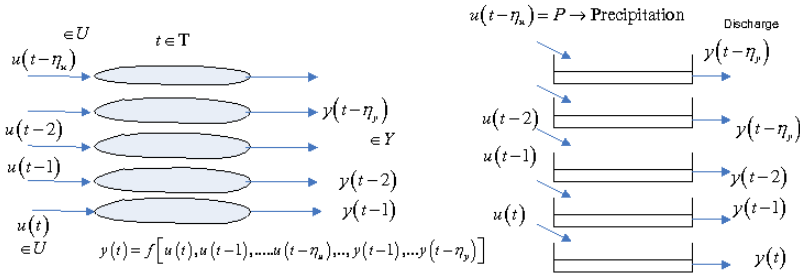 ∈U
t∈T
u(t−η_u)
y(t−η_y)
∈Y
u(t−2)
u(t−1)
y(t−2)
y(t−1)
u(t)
∈U
y(t)=f[u(t),u(t−1),.....u(t−η_u),..,y(t−1),...y(t−η_y)]
u(t−η_u)=P→Precipitation
Discharge
y(t−η_y)
u(t−2)
y(t−η_y)
u(t−1)
y(t−2)
u(t)
y(t−1)
y(t)